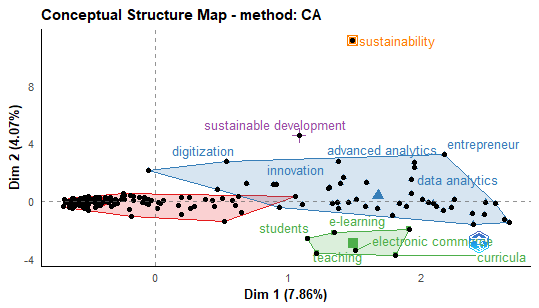 Conceptual Structure Map - method: CA
sustainability
8
sustainable development
4
digitization
advanced analytics
entrepreneur
innovation
data analytics
0
students
e-learning
electronic commerce
teaching
curricula
-4
0
1
2
Dim 1 (7.86%)
Dim 2 (4.07%)